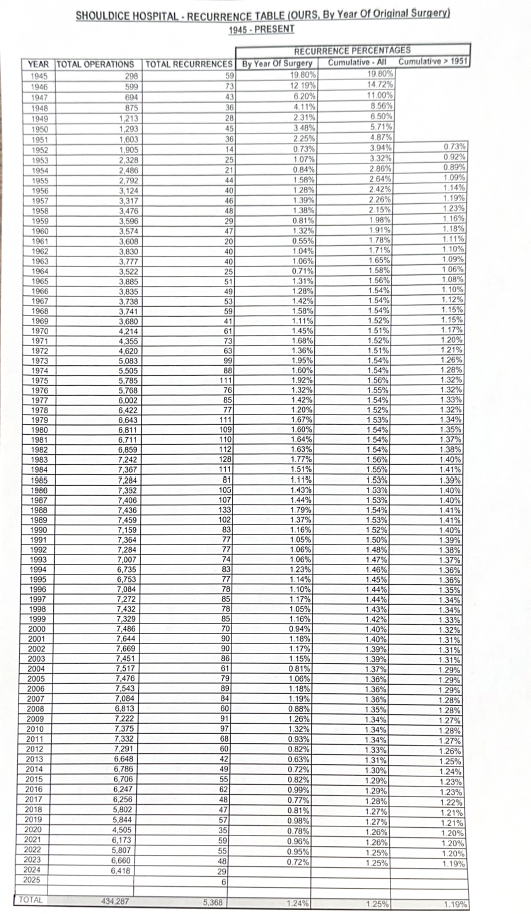 SHOULDICE HOSPITAL - RECURRENCE TABLE (OURS, By Year Of Original Surgery)
1945 - PRESENT
RECURRENCE PERCENTAGES
YEAR TOTAL OPERATIONS TOTAL RECURRENCES By Year Of Surgery Cumulative - All Cumulative > 1951
1945 298 59 19.80% 19.80%
1946 599 73 12.19% 14.72%
1947 694 43 6.20% 11.00%
1948 875 36 4.11% 8.56%
1949 1,213 28 2.31% 6.50%
1950 1,293 45 3.48% 5.71%
1951 1,603 36 2.25% 4.87%
1952 1,905 14 0.73% 3.94% 0.73%
1953 2,328 25 1.07% 3.32% 0.92%
1954 2,486 21 0.84% 2.86% 0.89%
1955 2,792 44 1.58% 2.64% 1.09%
1956 3,124 40 1.28% 2.42% 1.14%
1957 3,317 46 1.39% 2.26% 1.19%
1958 3,476 48 1.38% 2.15% 1.23%
1959 3,596 29 0.81% 1.98% 1.16%
1960 3,574 47 1.32% 1.91% 1.18%
1961 3,608 20 0.55% 1.78% 1.11%
1962 3,830 40 1.04% 1.71% 1.10%
1963 3,777 40 1.06% 1.65% 1.09%
1964 3,522 25 0.71% 1.58% 1.06%
1965 3,885 51 1.31% 1.56% 1.08%
1966 3,835 49 1.28% 1.54% 1.10%
1967 3,738 53 1.42% 1.54% 1.12%
1968 3,741 59 1.58% 1.54% 1.15%
1969 3,680 41 1.11% 1.52% 1.15%
1970 4,214 61 1.45% 1.51% 1.17%
1971 4,355 73 1.68% 1.52% 1.20%
1972 4,620 63 1.36% 1.51% 1.21%
1973 5,083 99 1.95% 1.54% 1.26%
1974 5,505 88 1.60% 1.54% 1.28%
1975 5,785 111 1.92% 1.56% 1.32%
1976 5,768 76 1.32% 1.55% 1.32%
1977 6,002 85 1.42% 1.54% 1.33%
1978 6,422 77 1.20% 1.52% 1.32%
1979 6,643 111 1.67% 1.53% 1.34%
1980 6,811 109 1.60% 1.54% 1.35%
1981 6,711 110 1.64% 1.54% 1.37%
1982 6,859 112 1.63% 1.54% 1.38%
1983 7,242 128 1.77% 1.56% 1.40%
1984 7,367 111 1.51% 1.55% 1.41%
1985 7,284 81 1.11% 1.53% 1.39%
1986 7,352 105 1.43% 1.53% 1.40%
1987 7,406 107 1.44% 1.53% 1.40%
1988 7,436 133 1.79% 1.54% 1.41%
1989 7,459 102 1.37% 1.53% 1.41%
1990 7,159 83 1.16% 1.52% 1.40%
1991 7,364 77 1.05% 1.50% 1.39%
1992 7,284 77 1.06% 1.48% 1.38%
1993 7,007 74 1.06% 1.47% 1.37%
1994 6,735 83 1.23% 1.46% 1.36%
1995 6,753 77 1.14% 1.45% 1.36%
1996 7,084 78 1.10% 1.44% 1.35%
1997 7,272 85 1.17% 1.44% 1.34%
1998 7,432 78 1.05% 1.43% 1.34%
1999 7,329 85 1.16% 1.42% 1.33%
2000 7,486 70 0.94% 1.40% 1.32%
2001 7,644 90 1.18% 1.40% 1.31%
2002 7,669 90 1.17% 1.39% 1.31%
2003 7,451 86 1.15% 1.39% 1.31%
2004 7,517 61 0.81% 1.37% 1.29%
2005 7,476 79 1.06% 1.36% 1.29%
2006 7,543 89 1.18% 1.36% 1.29%
2007 7,084 84 1.19% 1.36% 1.28%
2008 6,813 60 0.88% 1.35% 1.28%
2009 7,222 91 1.26% 1.34% 1.27%
2010 7,375 97 1.32% 1.34% 1.28%
2011 7,332 68 0.93% 1.34% 1.27%
2012 7,291 60 0.82% 1.33% 1.26%
2013 6,648 42 0.63% 1.31% 1.25%
2014 6,786 49 0.72% 1.30% 1.24%
2015 6,706 55 0.82% 1.29% 1.23%
2016 6,247 62 0.99% 1.29% 1.23%
2017 6,256 48 0.77% 1.28% 1.22%
2018 5,802 47 0.81% 1.27% 1.21%
2019 5,844 57 0.98% 1.27% 1.21%
2020 4,505 35 0.78% 1.26% 1.20%
2021 6,173 59 0.96% 1.26% 1.20%
2022 5,807 55 0.95% 1.25% 1.20%
2023 6,660 48 0.72% 1.25% 1.19%
2024 6,418 29
2025 6
TOTAL 434,287 5,368 1.24% 1.25% 1.19%